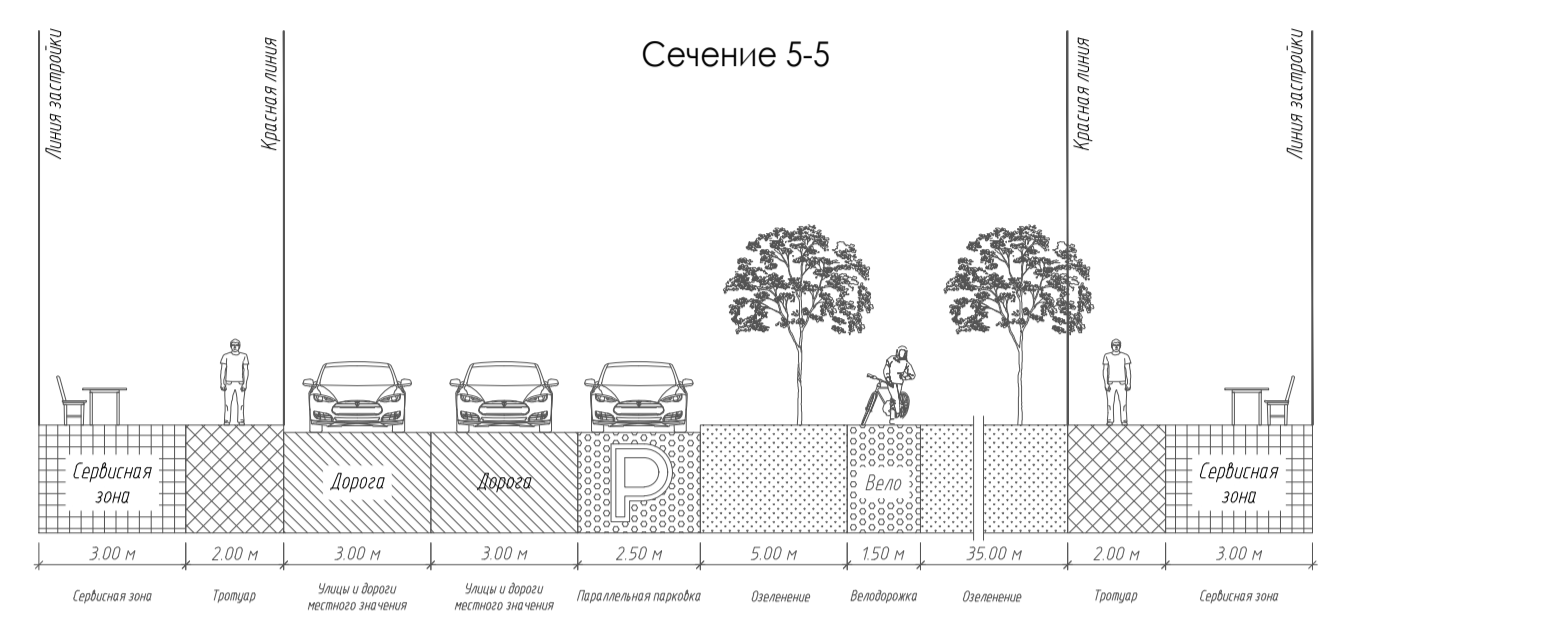 Сечение 5-5
Линия застройки
Красная линия
Красная линия
Линия застройки
Сервисная
зона
Дорога
Дорога
P
Вело
Сервисная
зона
3.00 м
2.00 м
3.00 м
3.00 м
2.50 м
5.00 м
1.50 м
35.00 м
2.00 м
3.00 м
Сервисная зона
Тротуар
Улицы и дороги
местного значения
Улицы и дороги
местного значения
Параллельная парковка
Озеленение
Велодорожка
Озеленение
Тротуар
Сервисная зона